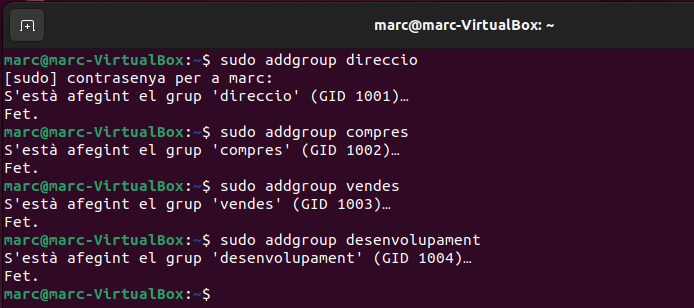 marc@marc-VirtualBox: ~
marc@marc-VirtualBox:~$ sudo addgroup direccio
[sudo] contrasenya per a marc:
S'està afegint el grup 'direccio' (GID 1001)…
Fet.
marc@marc-VirtualBox:~$ sudo addgroup compres
S'està afegint el grup 'compres' (GID 1002)…
Fet.
marc@marc-VirtualBox:~$ sudo addgroup vendes
S'està afegint el grup 'vendes' (GID 1003)…
Fet.
marc@marc-VirtualBox:~$ sudo addgroup desenvolupament
S'està afegint el grup 'desenvolupament' (GID 1004)…
Fet.
marc@marc-VirtualBox:~$